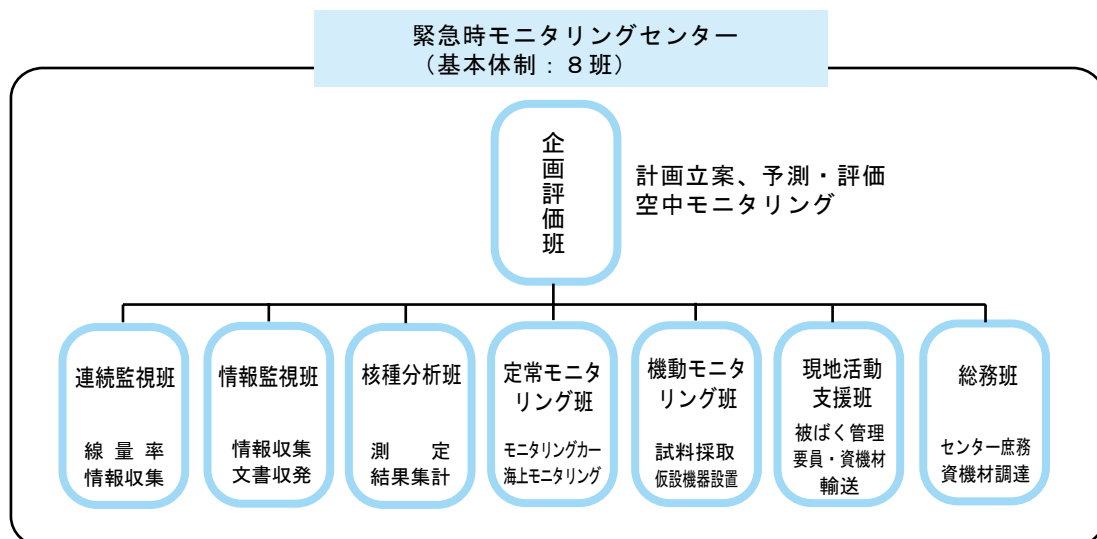 緊急時モニタリングセンター
（基本体制：８班）
企画評価班
計画立案、予測・評価
空中モニタリング
連続監視班
線量率
情報収集
情報監視班
情報収集
文書収発
核種分析班
測定
結果集計
定常モニタ
リング班
モニタリングカー
海上モニタリング
機動モニタ
リング班
試料採取
仮設機器設置
現地活動
支援班
被ばく管理
要員・資機材
輸送
総務班
センター庶務
資機材調達